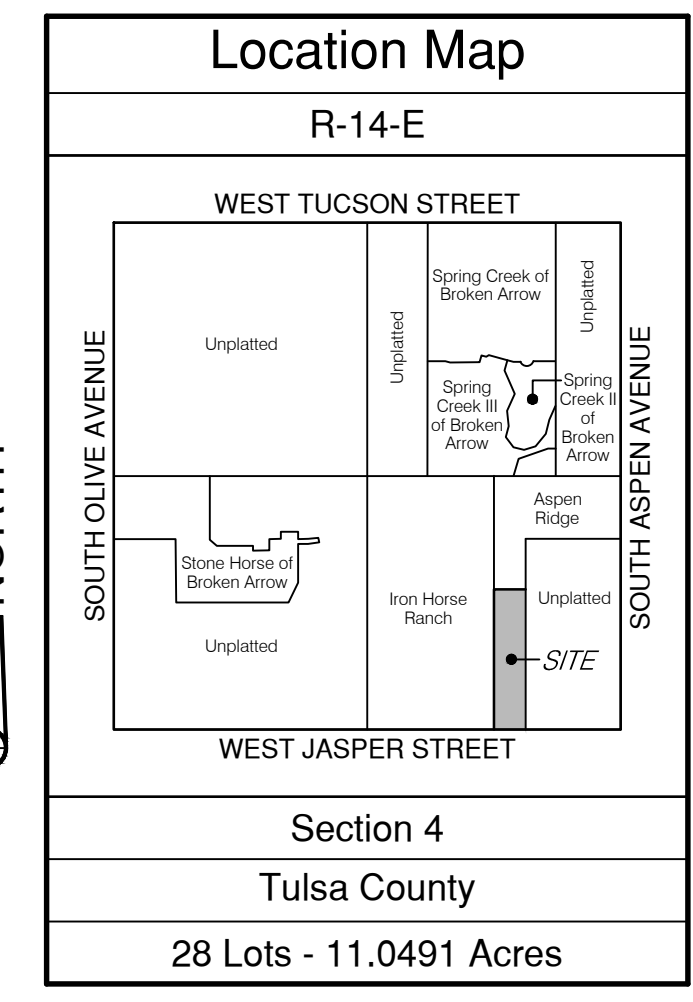 Location Map
R-14-E
WEST TUCSON STREET
SOUTH OLIVE AVENUE
SOUTH ASPEN AVENUE
Unplatted
Unplatted
Spring Creek of
Broken Arrow
Unplatted
Spring
Creek III
of Broken
Arrow
Spring
Creek II
of
Broken
Arrow
Aspen
Ridge
Stone Horse of
Broken Arrow
Unplatted
Iron Horse
Ranch
Unplatted
SITE
WEST JASPER STREET
Section 4
Tulsa County
28 Lots - 11.0491 Acres